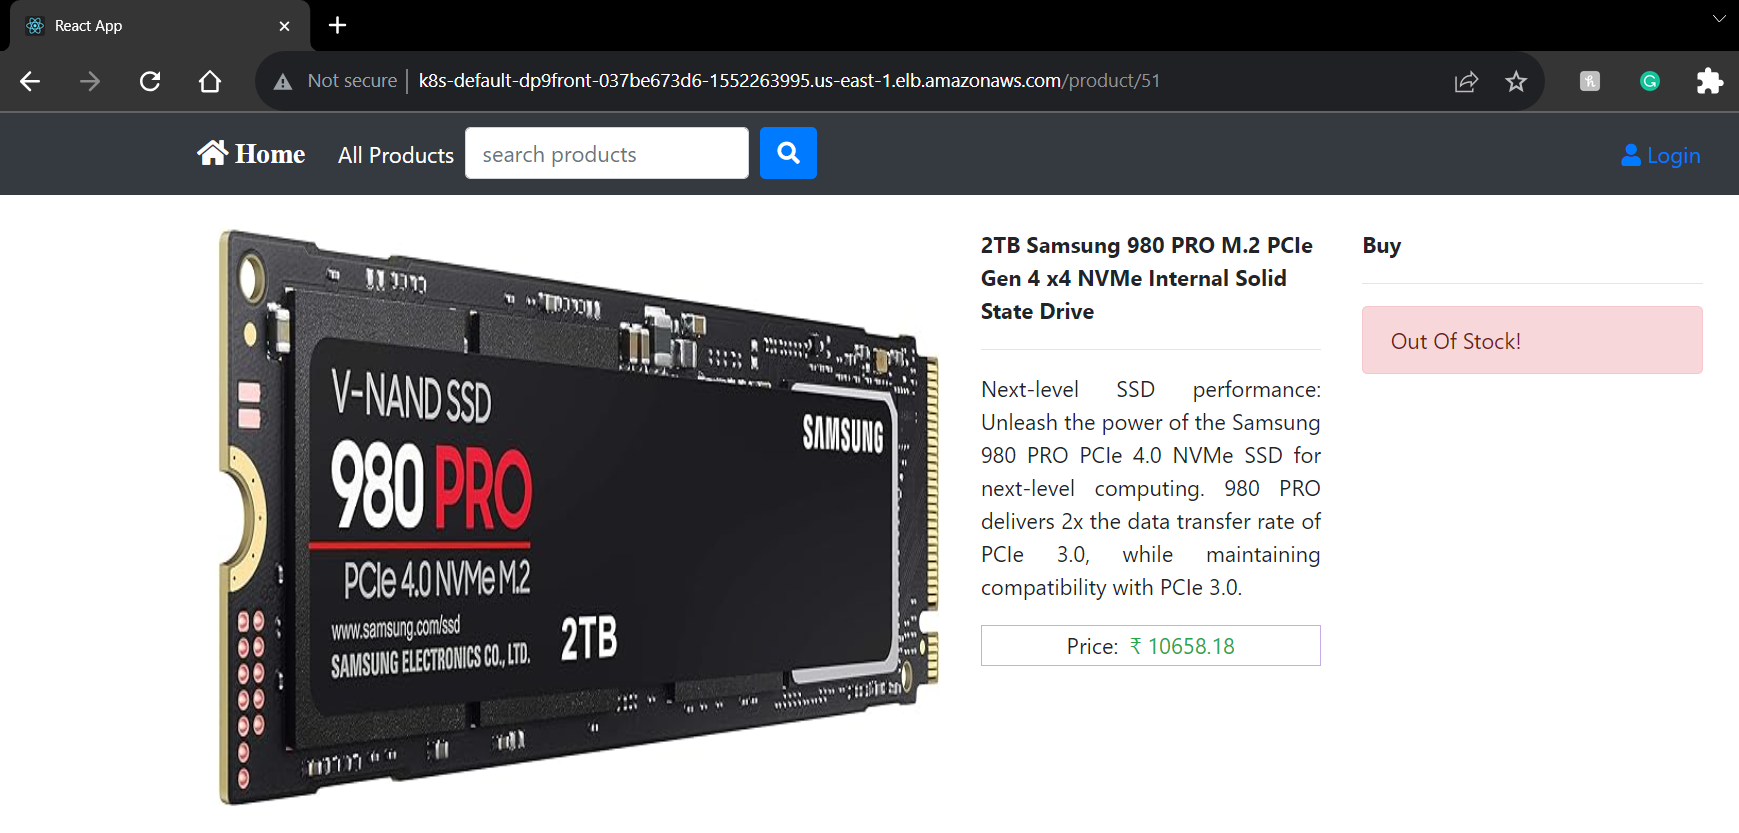 React App
Not secure
k8s-default-dp9front-037be673d6-1552263995.us-east-1.elb.amazonaws.com/product/51
Home
All Products
search products
Login
V-NAND SSD
980 PRO
PCIe 4.0 NVMe M.2
www.samsung.com/ssd
SAMSUNG ELECTRONICS CO., LTD.
2TB
SAMSUNG
2TB Samsung 980 PRO M.2 PCIe
Gen 4 x4 NVMe Internal Solid
State Drive
Next-level SSD performance:
Unleash the power of the Samsung
980 PRO PCIe 4.0 NVMe SSD for
next-level computing. 980 PRO
delivers 2x the data transfer rate of
PCIe 3.0, while maintaining
compatibility with PCIe 3.0.
Price: ₹ 10658.18
Buy
Out Of Stock!